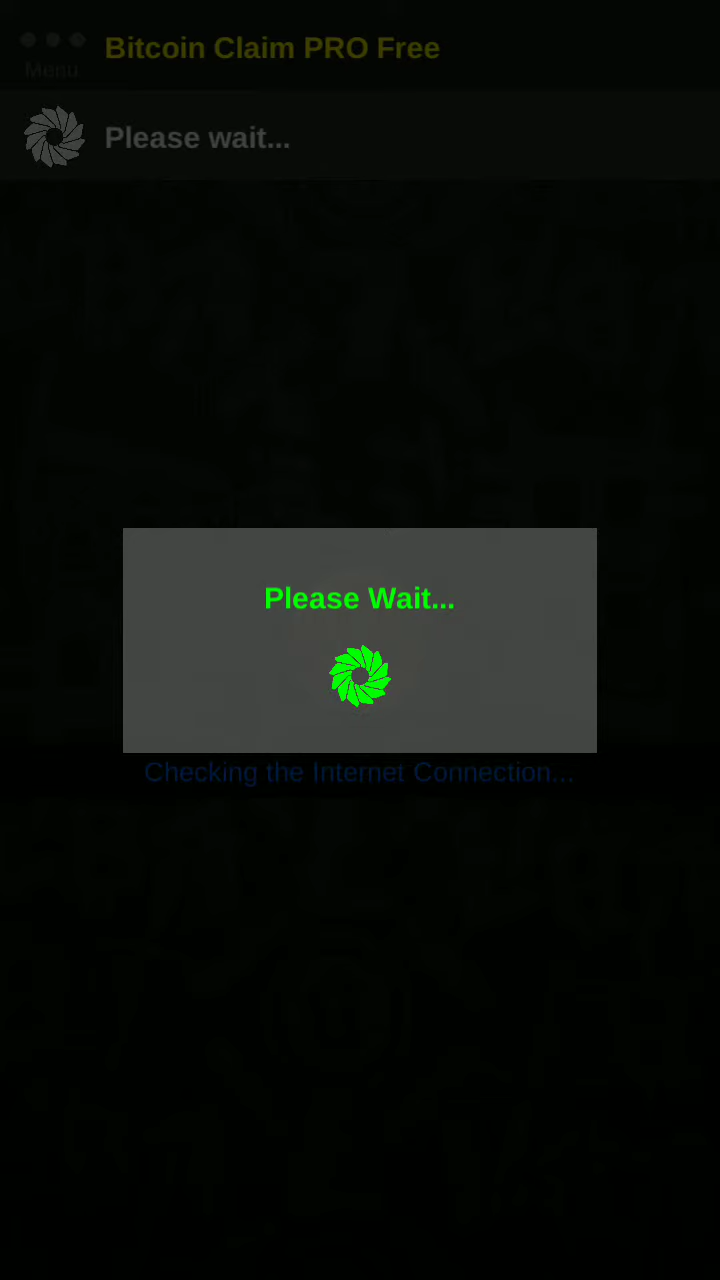 Bitcoin Claim PRO Free
Menu
Please wait...
Please Wait...
Checking the Internet Connection...